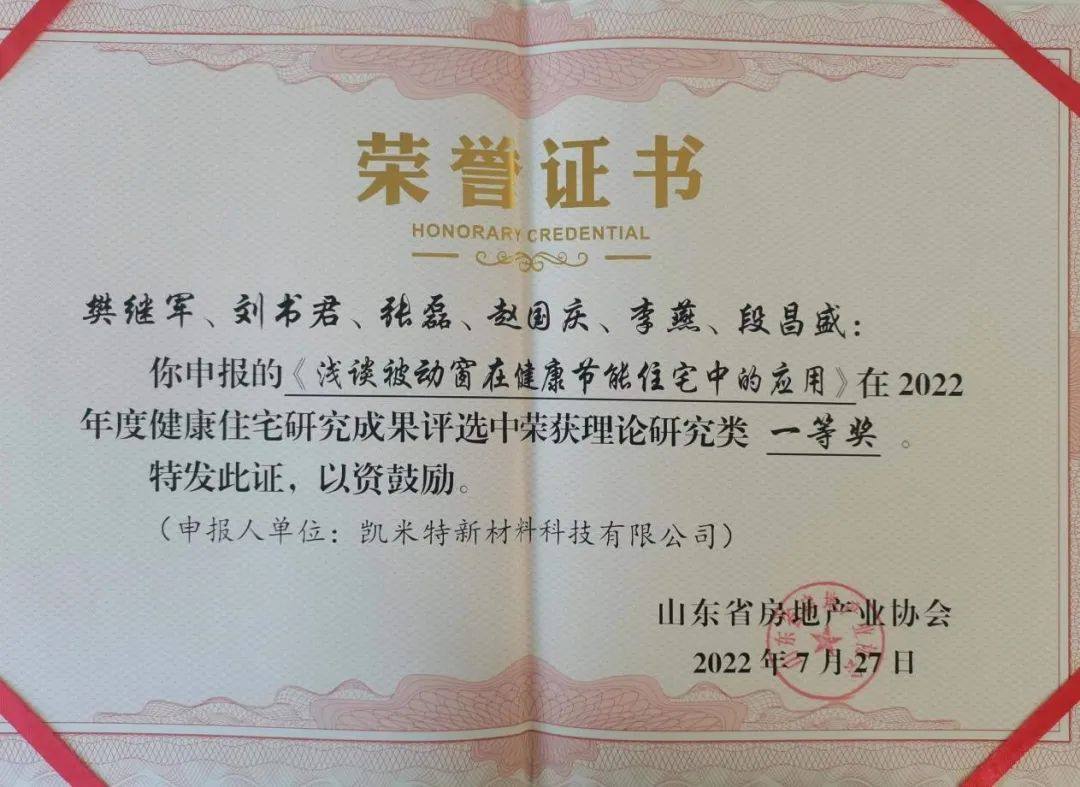 荣誉证书
HONORARY CREDENTIAL
樊继军、刘书君、张磊、赵国庆、李燕、段昌盛：
你申报的《浅谈被动窗在健康节能住宅中的应用》在2022
年度健康住宅研究成果评选中荣获理论研究类 一等奖 。
特发此证，以资鼓励。
（申报人单位：凯米特新材料科技有限公司）
山东省房地产业协会
2022年7月27日